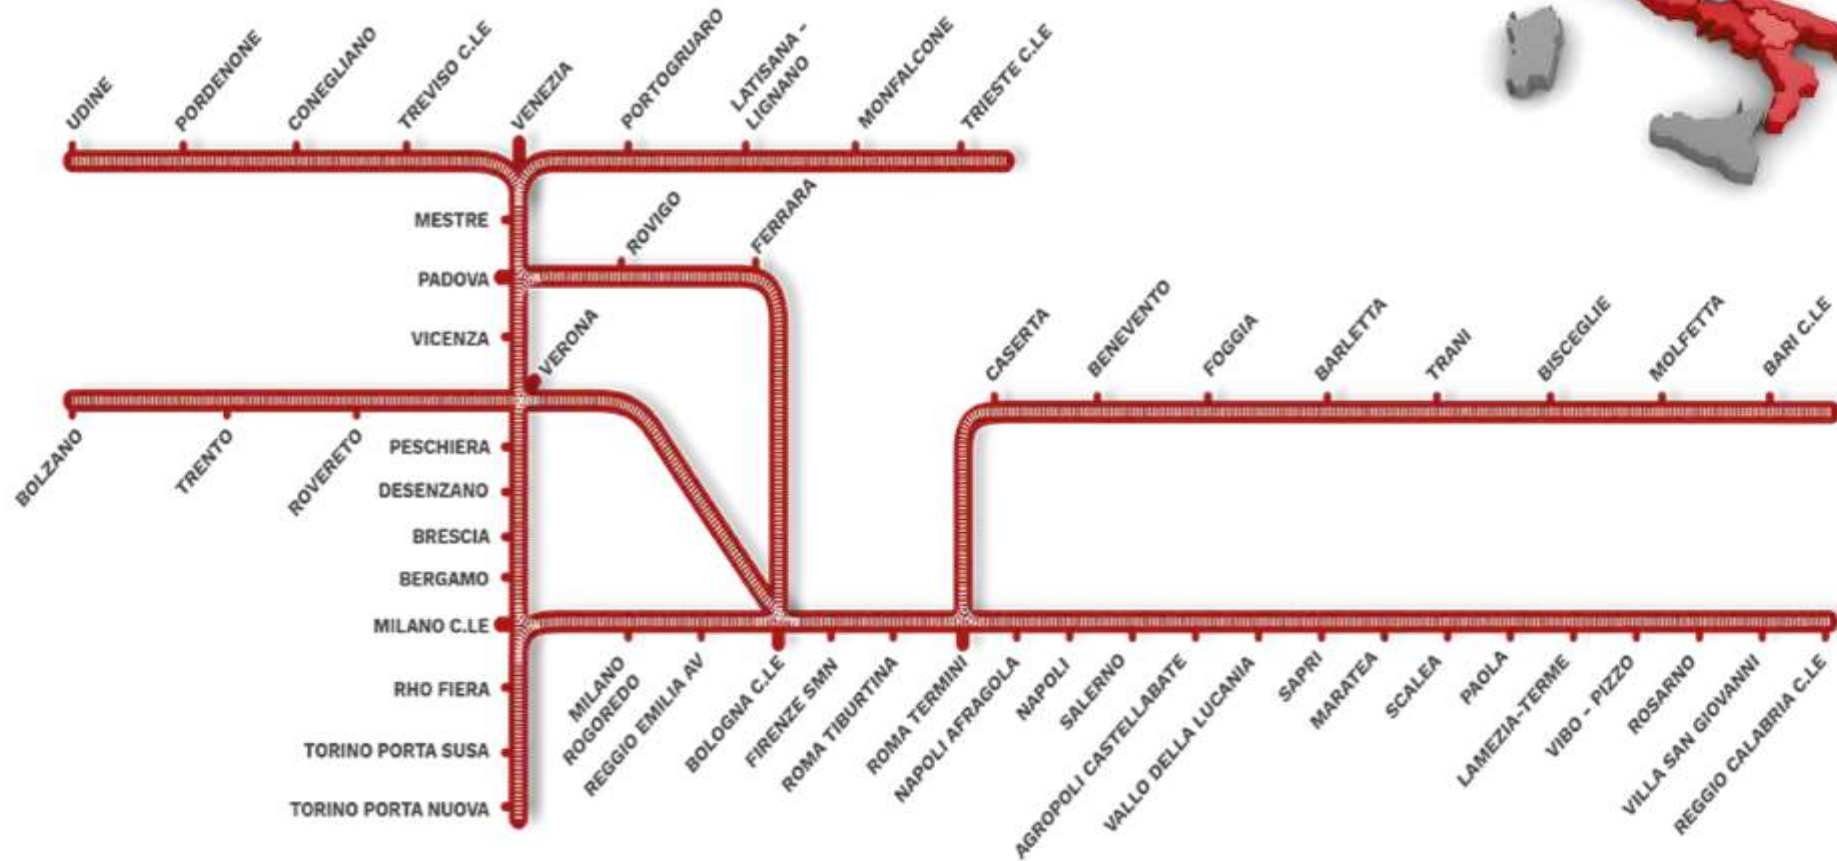 UDINE
PORDENONE
CONEGLIANO
TREVISO C.LE
VENEZIA
PORTOGRUARO
LATISANA -
LIGNANO
MONFALCONE
TRIESTE C.LE
MESTRE
ROVIGO
FERRARA
PADOVA
VICENZA
VERONA
CASERTA
BENEVENTO
FOGGIA
BARLETTA
TRANI
BISCEGLIE
MOLFETTA
BARI C.LE
BOLZANO
TRENTO
ROVERETO
PESCHIERA
DESENZANO
BRESCIA
BERGAMO
MILANO C.LE
RHO FIERA
TORINO PORTA SUSA
TORINO PORTA NUOVA
MILANO
ROGOREDO
REGGIO EMILIA AV
BOLOGNA C.LE
FIRENZE SMN
ROMA TIBURTINA
ROMA TERMINI
NAPOLI AFRAGOLA
NAPOLI
SALERNO
AGROPOLI CASTELLABATE
VALLO DELLA LUCANIA
SAPRI
MARATEA
SCALEA
PAOLA
LAMEZIA-TERME
VIBO - PIZZO
ROSARNO
VILLA SAN GIOVANNI
REGGIO CALABRIA C.LE